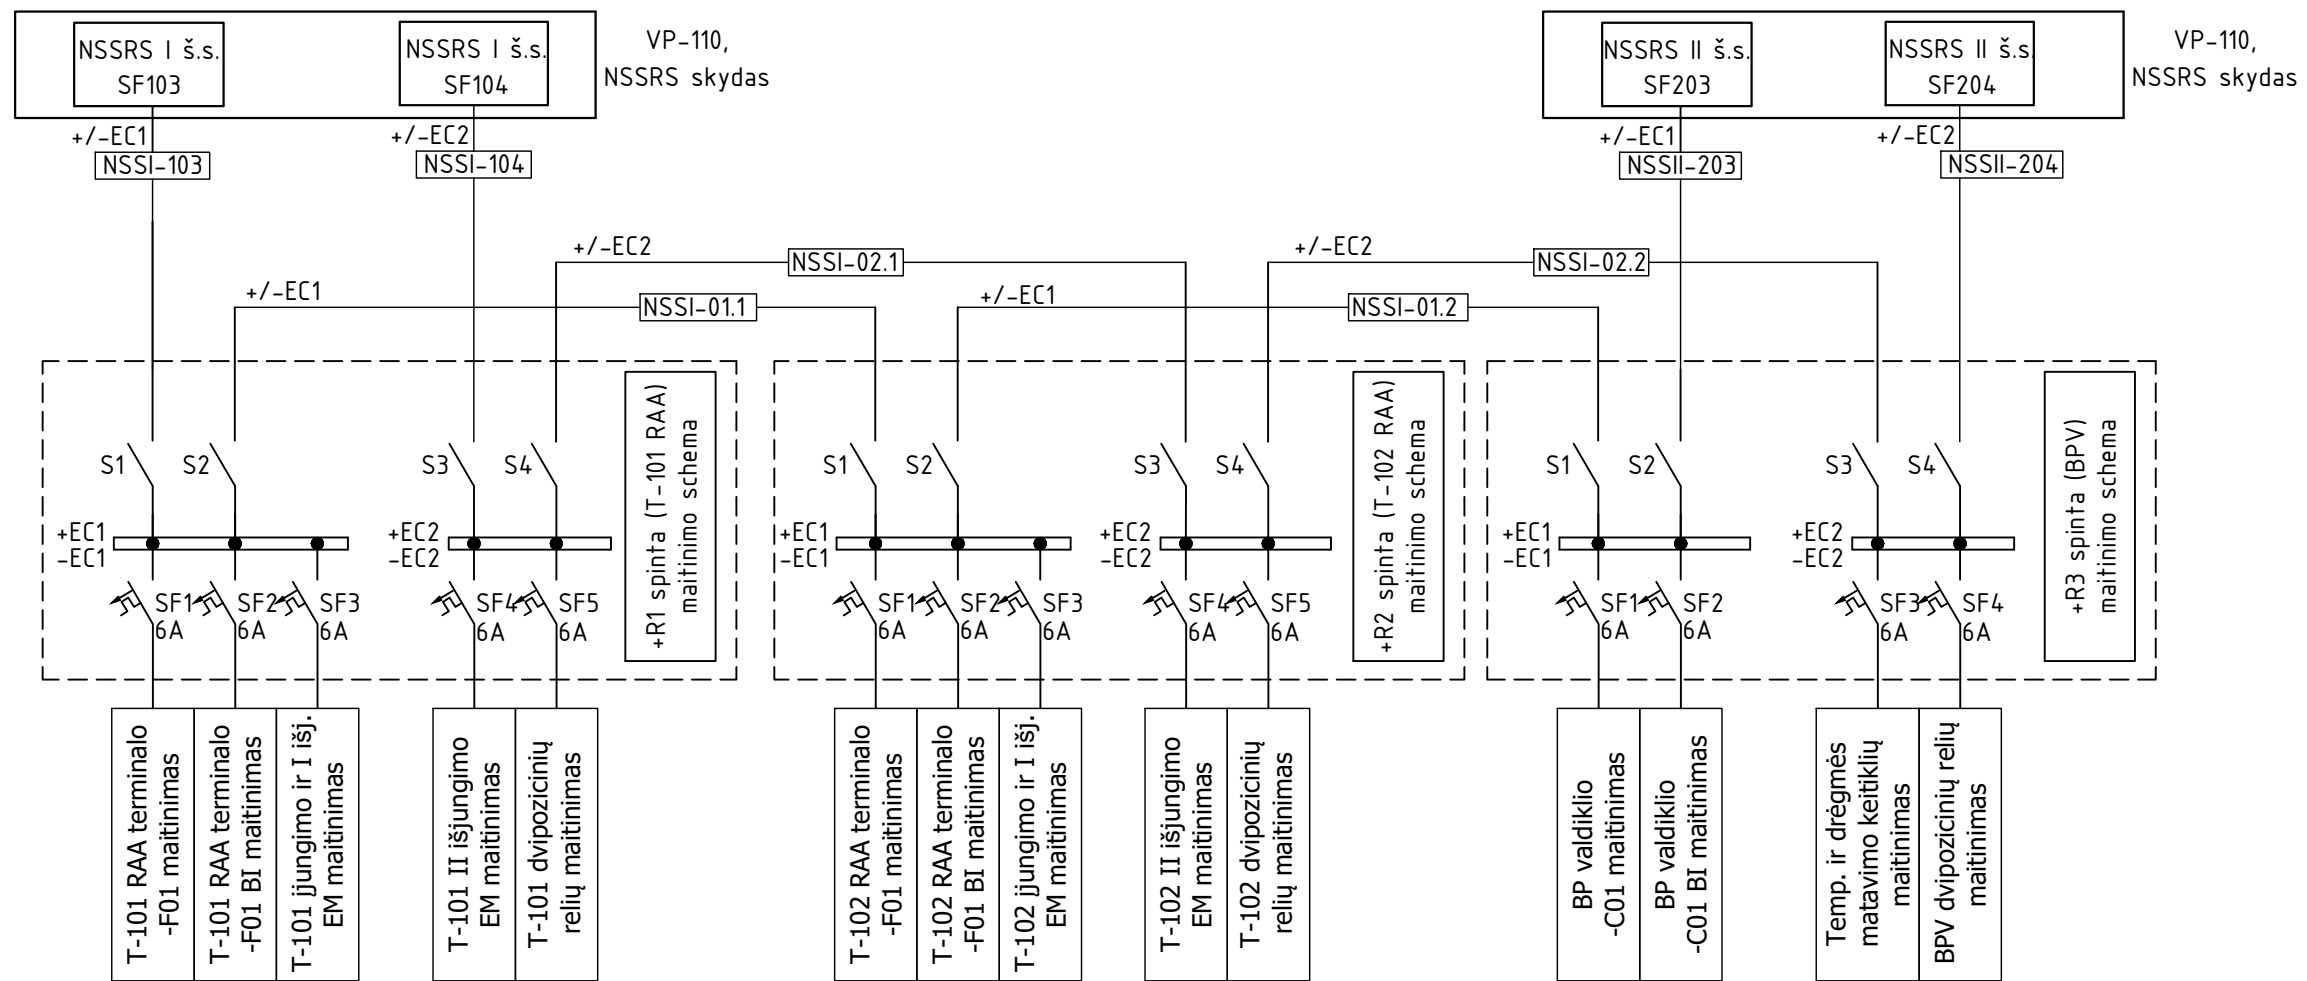 NSSRS I š.s.
SF103
NSSRS I š.s.
SF104
VP-110,
NSSRS skydas
NSSRS II š.s.
SF203
NSSRS II š.s.
SF204
VP-110,
NSSRS skydas
+/-EC1
NSSI-103
+/-EC2
NSSI-104
+/-EC1
NSSII-203
+/-EC2
NSSII-204
+/-EC2
NSSI-02.1
+/-EC2
NSSI-02.2
+/-EC1
NSSI-01.1
+/-EC1
NSSI-01.2
S1
S2
S3
S4
+EC1
-EC1
+EC2
-EC2
SF1
6A
SF2
6A
SF3
6A
SF4
6A
SF5
6A
+R1 spinta (T-101 RAA)
maitinimo schema
S1
S2
S3
S4
+EC1
-EC1
+EC2
-EC2
SF1
6A
SF2
6A
SF3
6A
SF4
6A
SF5
6A
+R2 spinta (T-102 RAA)
maitinimo schema
S1
S2
S3
S4
+EC1
-EC1
+EC2
-EC2
SF1
6A
SF2
6A
SF3
6A
SF4
6A
+R3 spinta (BPV)
maitinimo schema
T-101 RAA terminalo
-F01 maitinimas
T-101 RAA terminalo
-F01 BI maitinimas
T-101 įjungimo ir I išj.
EM maitinimas
T-101 II išjungimo
EM maitinimas
T-101 dvipozicinių
relių maitinimas
T-102 RAA terminalo
-F01 maitinimas
T-102 RAA terminalo
-F01 BI maitinimas
T-102 įjungimo ir I išj.
EM maitinimas
T-102 II išjungimo
EM maitinimas
T-102 dvipozicinių
relių maitinimas
BP valdiklio
-C01 maitinimas
BP valdiklio
-C01 BI maitinimas
Temp. ir drėgmės
matavimo keitiklių
maitinimas
BPV dvipozicinių relių
maitinimas